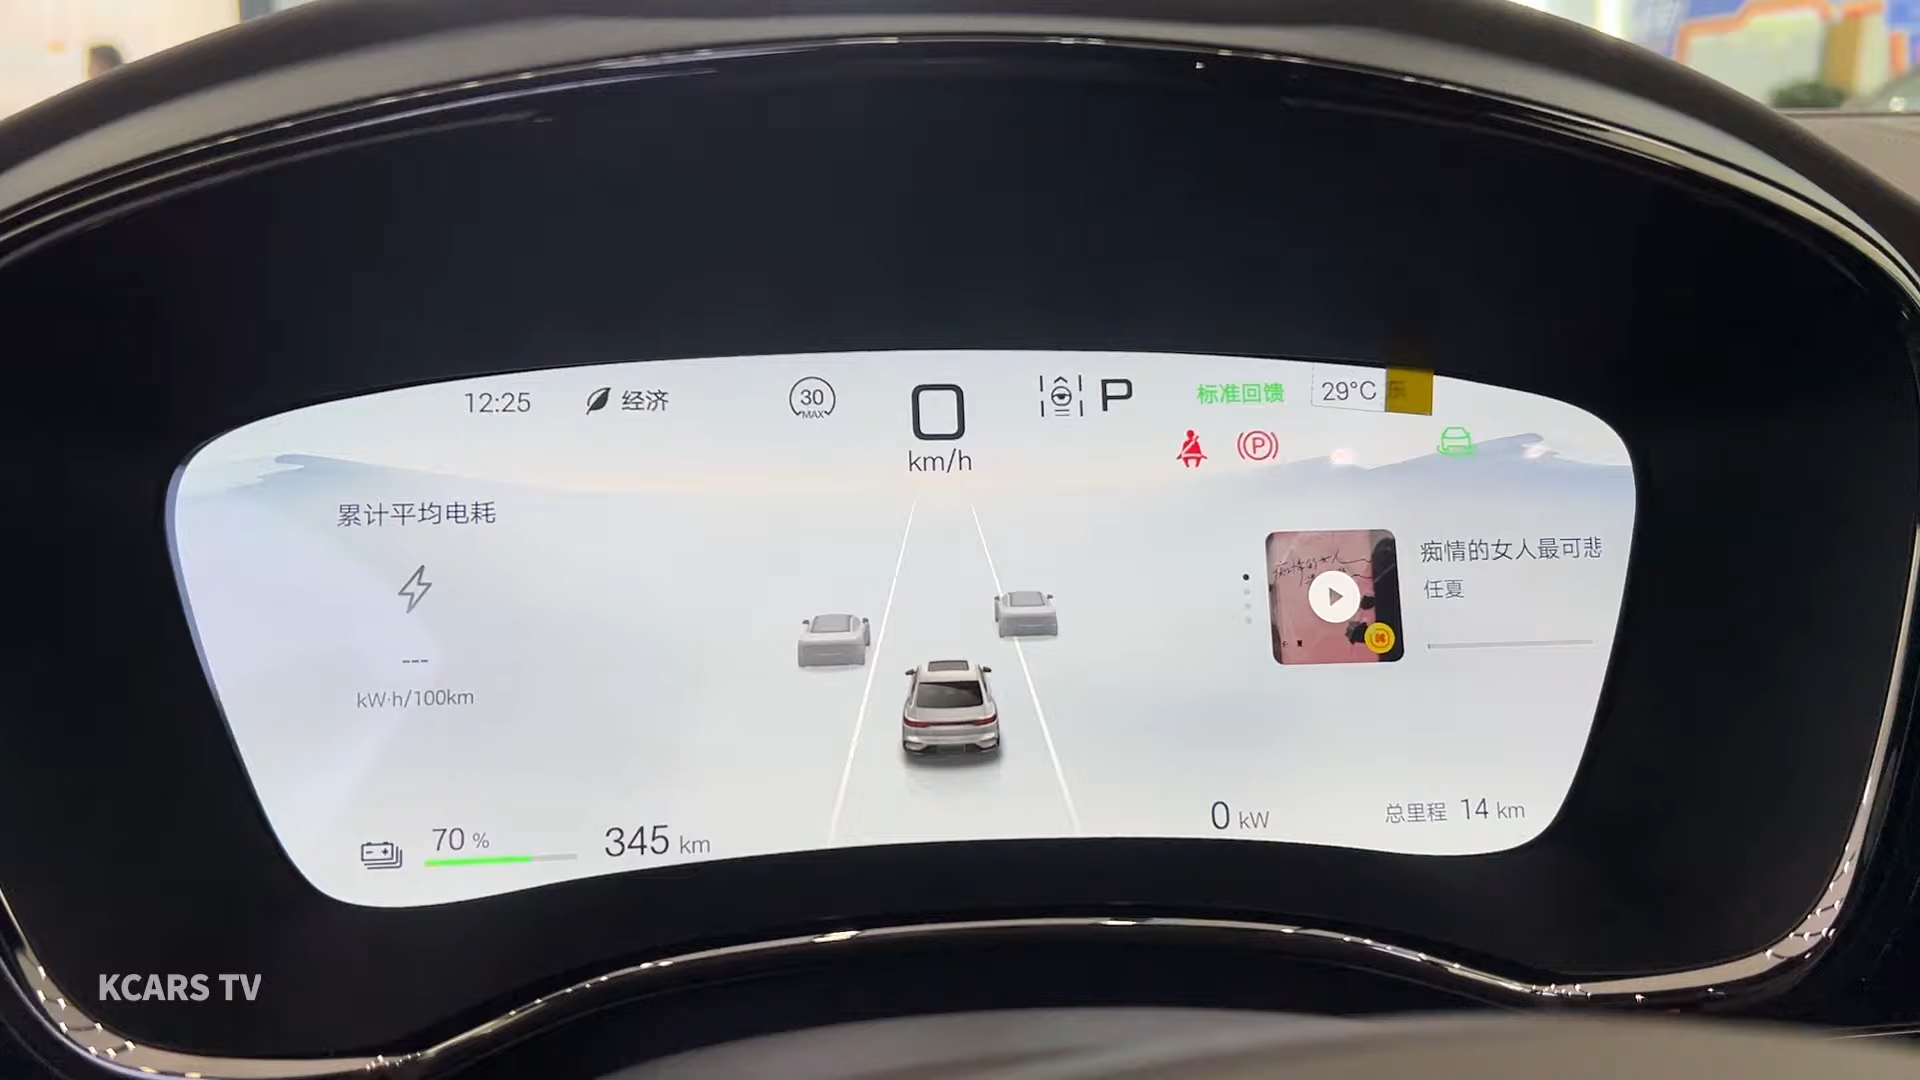 12:25
经济
30
MAX
0
km/h
P
标准回馈
29°C
P
累计平均电耗
---
kW·h/100km
痴情的女人最可悲
任夏
70 %
345 km
0 kW
总里程 14 km
KCARS TV